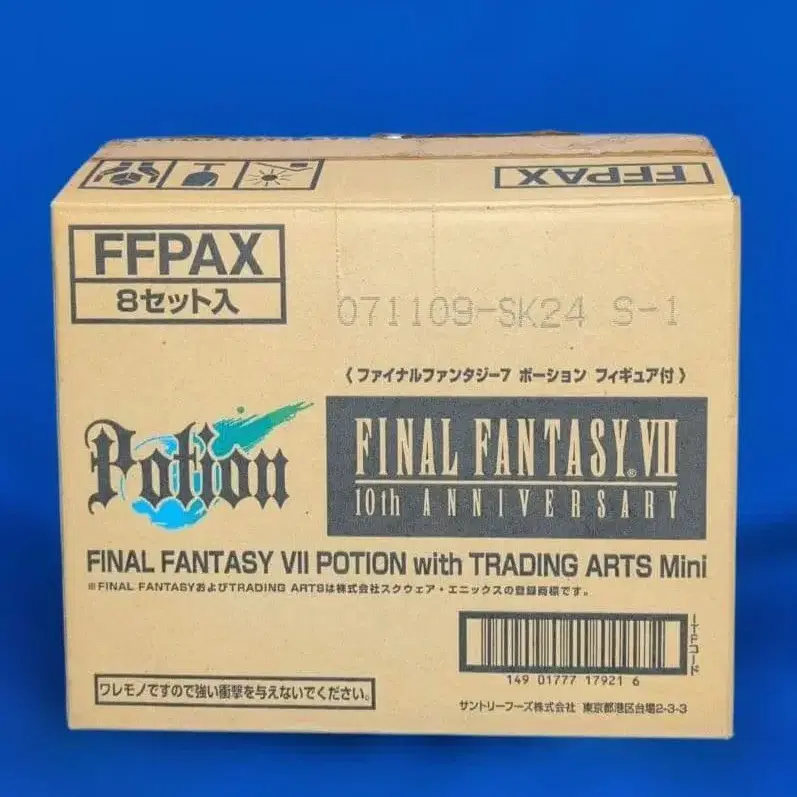 FFPAX
FFPAX
8セット入
071109-SK24 S-1
〈ファイナルファンタジー7 ポーション フィギュア付〉
Potion
FINAL FANTASY® VII
10th ANNIVERSARY
FINAL FANTASY VII POTION with TRADING ARTS Mini
※FINAL FANTASYおよびTRADING ARTSは株式会社スクウェア・エニックスの登録商標です。
ITFコード
149 01777 17921 6
ワレモノですので強い衝撃を与えないでください。
サントリーフーズ株式会社 東京都港区台場2-3-3